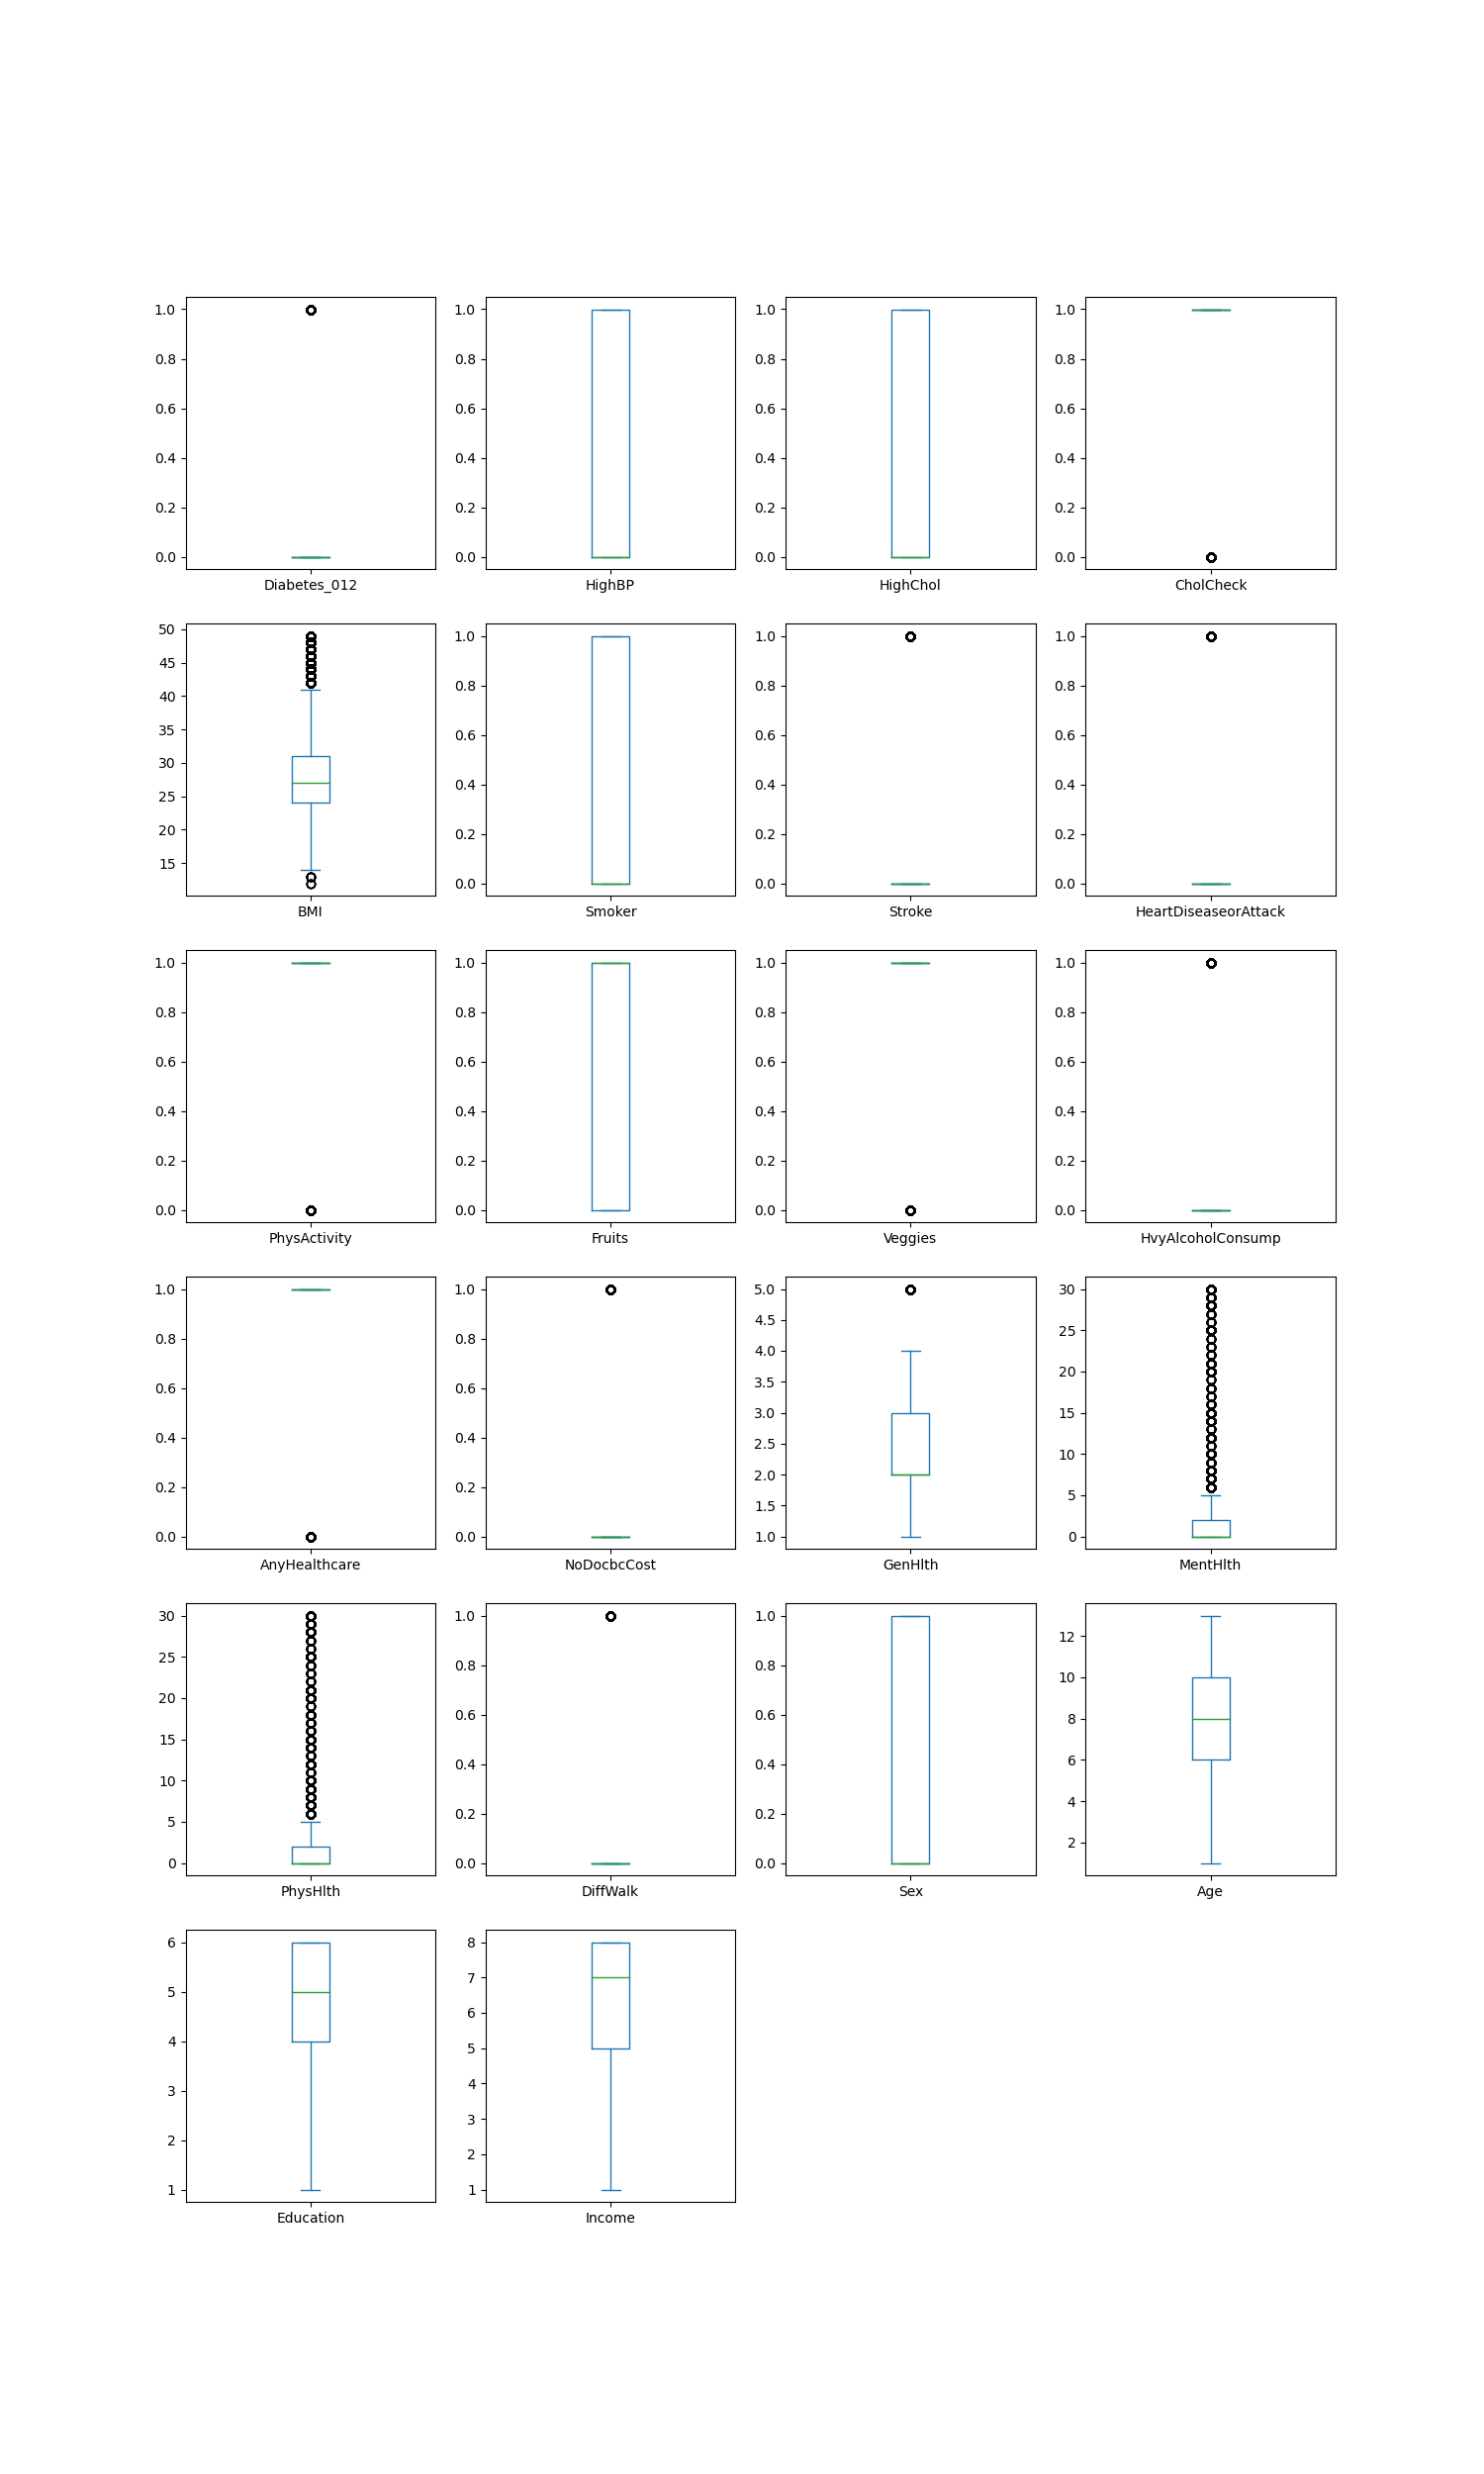 1.0 1.0 1.0 1.0
0.8 0.8 0.8 0.8
0.6 0.6 0.6 0.6
0.4 0.4 0.4 0.4
0.2 0.2 0.2 0.2
0.0 0.0 0.0 0.0
Diabetes_012 HighBP HighChol CholCheck
50
45
40
35
30
25
20
15
1.0 1.0 1.0
0.8 0.8 0.8
0.6 0.6 0.6
0.4 0.4 0.4
0.2 0.2 0.2
0.0 0.0 0.0
BMI Smoker Stroke HeartDiseaseorAttack
1.0 1.0 1.0 1.0
0.8 0.8 0.8 0.8
0.6 0.6 0.6 0.6
0.4 0.4 0.4 0.4
0.2 0.2 0.2 0.2
0.0 0.0 0.0 0.0
PhysActivity Fruits Veggies HvyAlcoholConsump
1.0 1.0
0.8 0.8
0.6 0.6
0.4 0.4
0.2 0.2
0.0 0.0
5.0
4.5
4.0
3.5
3.0
2.5
2.0
1.5
1.0
30
25
20
15
10
5
0
AnyHealthcare NoDocbcCost GenHlth MentHlth
30
25
20
15
10
5
0
1.0 1.0
0.8 0.8
0.6 0.6
0.4 0.4
0.2 0.2
0.0 0.0
12
10
8
6
4
2
PhysHlth DiffWalk Sex Age
6
5
4
3
2
1
8
7
6
5
4
3
2
1
Education Income